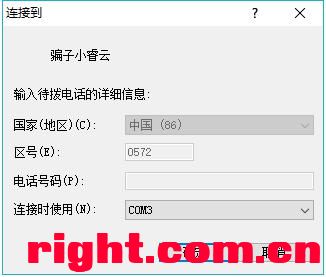 连接到
骗子小睿云
输入待拨电话的详细信息:
国家(地区)(C): 中国 (86)
区号(E): 0572
电话号码(P):
连接时使用(N): COM3
right.com.cn